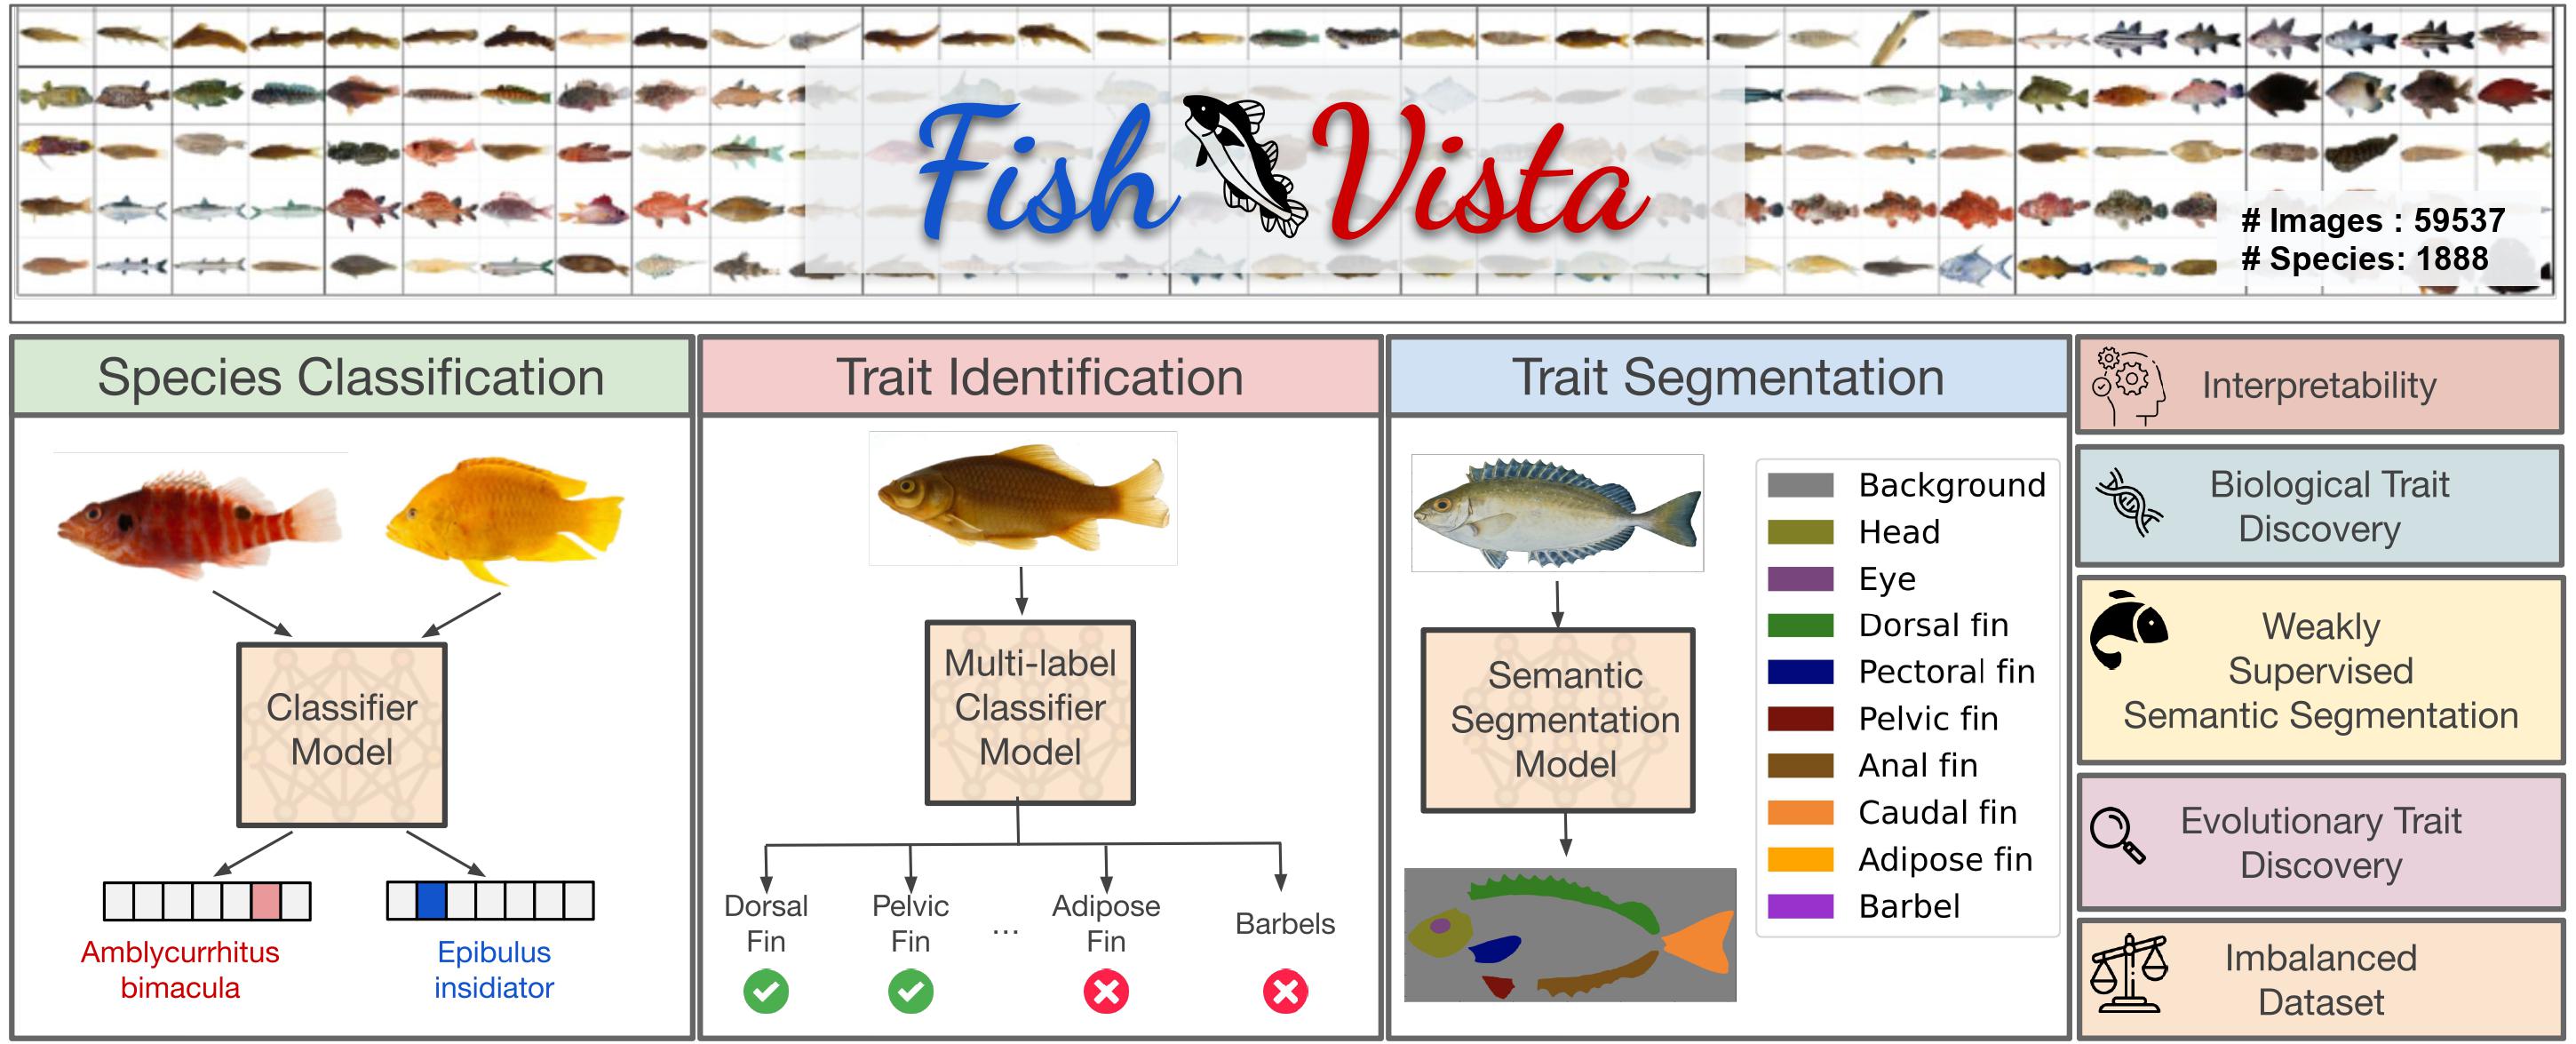 Fish Vista
# Images : 59537
# Species: 1888
Species Classification
Classifier
Model
Amblycurrhitus
bimacula
Epibulus
insidiator
Trait Identification
Multi-label
Classifier
Model
Dorsal
Fin
Pelvic
Fin
...
Adipose
Fin
Barbels
Trait Segmentation
Semantic
Segmentation
Model
Background
Head
Eye
Dorsal fin
Pectoral fin
Pelvic fin
Anal fin
Caudal fin
Adipose fin
Barbel
Interpretability
Biological Trait
Discovery
Weakly
Supervised
Semantic Segmentation
Evolutionary Trait
Discovery
Imbalanced
Dataset